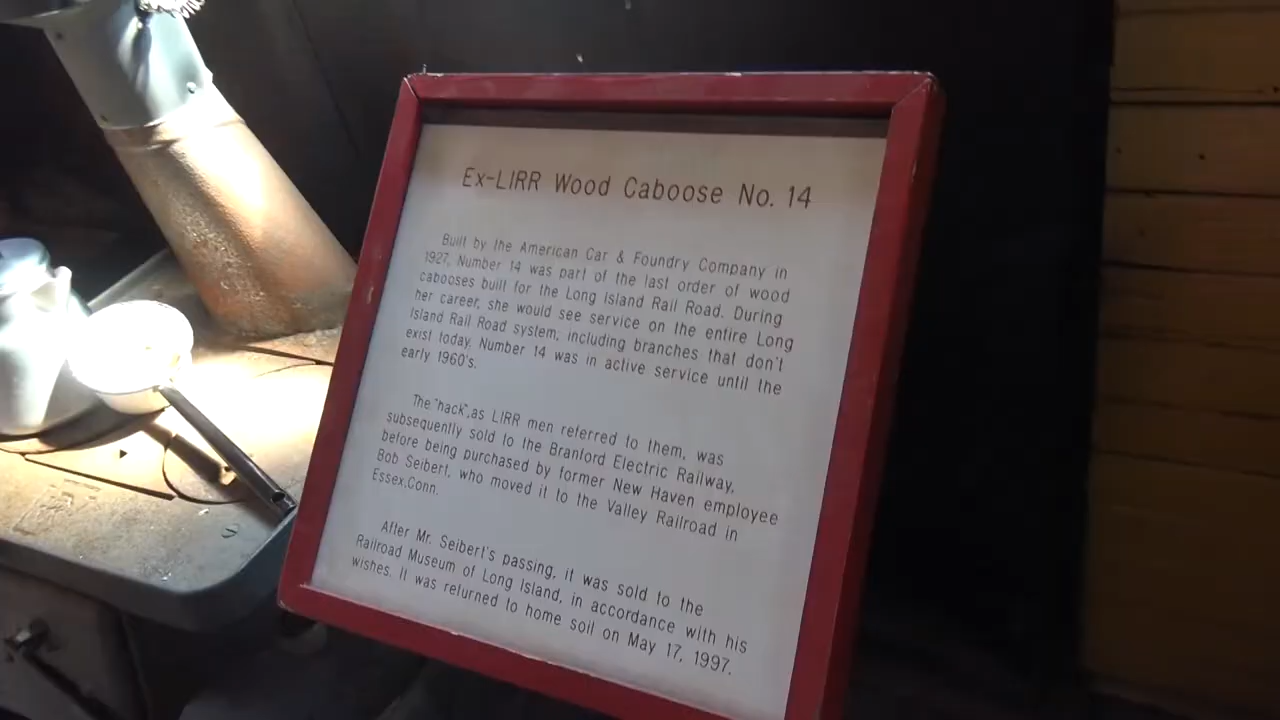 Ex-LIRR Wood Caboose No. 14
Built by the American Car & Foundry Company in
1927, Number 14 was part of the last order of wood
cabooses built for the Long Island Rail Road. During
her career, she would see service on the entire Long
Island Rail Road system, including branches that don't
exist today. Number 14 was in active service until the
early 1960's.
The "hack",as LIRR men referred to them, was
subsequently sold to the Branford Electric Railway,
before being purchased by former New Haven employee
Bob Seibert, who moved it to the Valley Railroad in
Essex,Conn.
After Mr. Seibert's passing, it was sold to the
Railroad Museum of Long Island, in accordance with his
wishes. It was returned to home soil on May 17, 1997.